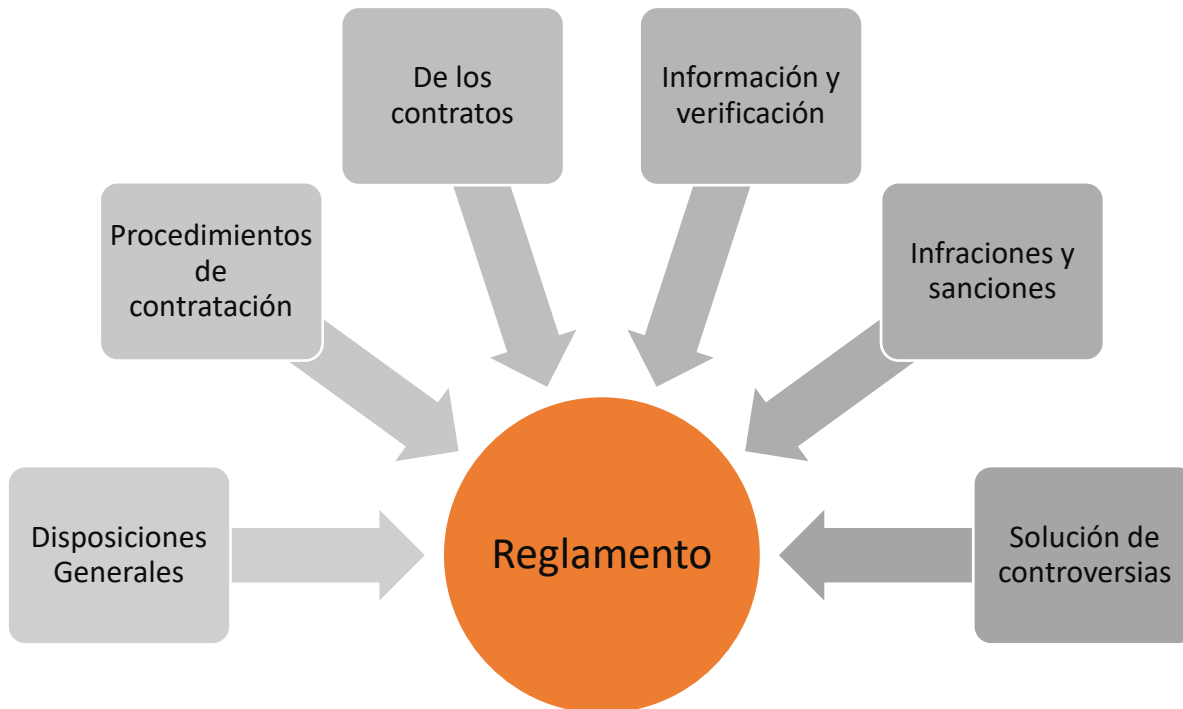 De los
contratos
Información y
verificación
Procedimientos
de
contratación
Infraciones y
sanciones
Disposiciones
Generales
Reglamento
Solución de
controversias